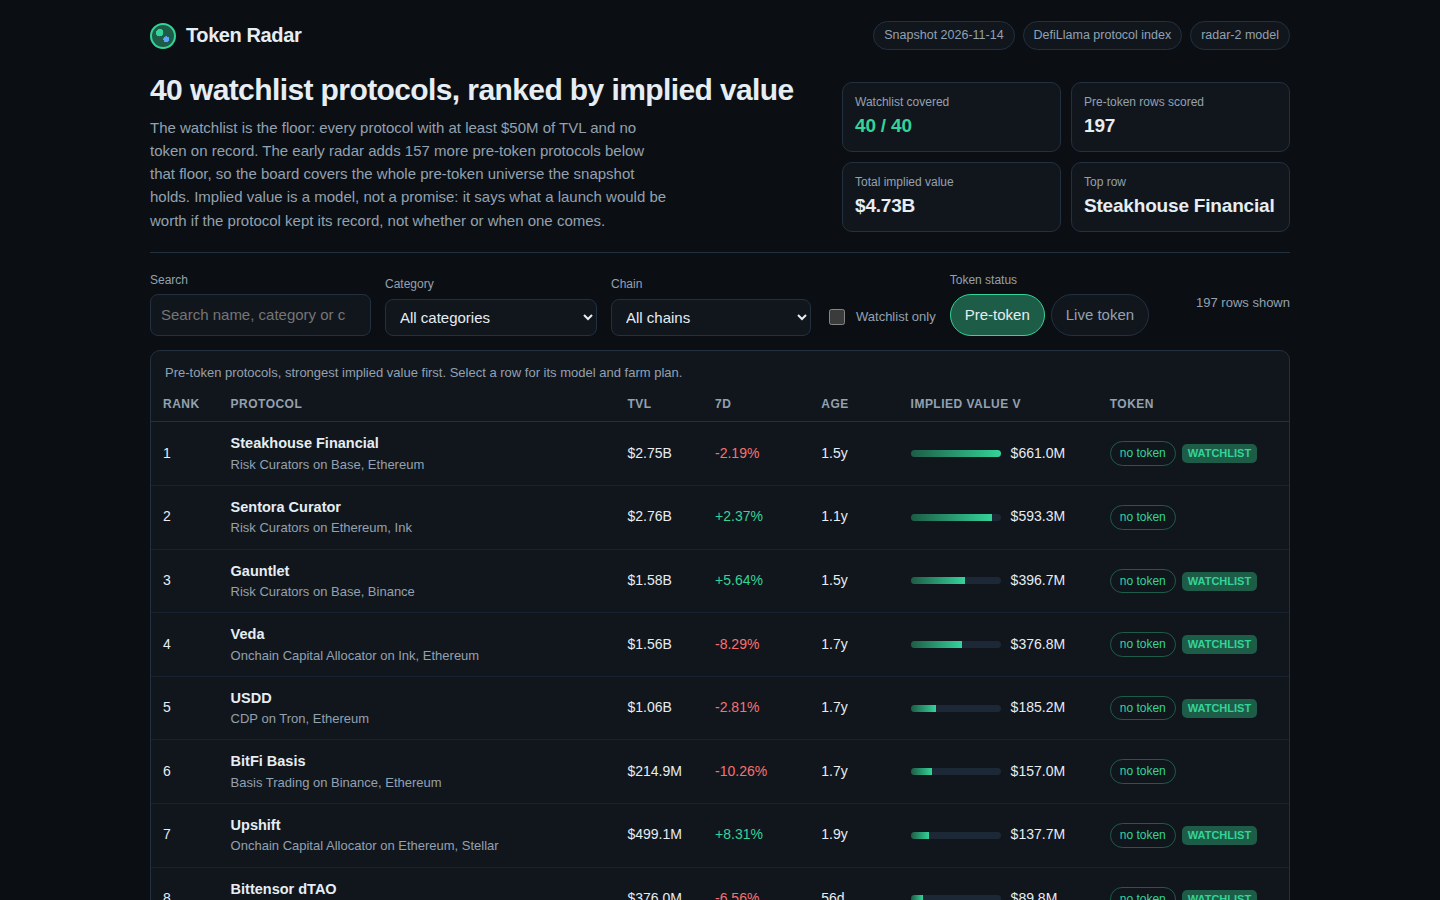 Token Radar
Snapshot 2026-11-14
DefiLlama protocol index
radar-2 model
40 watchlist protocols, ranked by implied value
The watchlist is the floor: every protocol with at least $50M of TVL and no
token on record. The early radar adds 157 more pre-token protocols below
that floor, so the board covers the whole pre-token universe the snapshot
holds. Implied value is a model, not a promise: it says what a launch would be
worth if the protocol kept its record, not whether or when one comes.
Watchlist covered
40 / 40
Pre-token rows scored
197
Total implied value
$4.73B
Top row
Steakhouse Financial
Search
Search name, category or c
Category
All categories
Chain
All chains
Watchlist only
Token status
Pre-token
Live token
197 rows shown
Pre-token protocols, strongest implied value first. Select a row for its model and farm plan.
RANK PROTOCOL TVL 7D AGE IMPLIED VALUE V TOKEN
1 Steakhouse Financial $2.75B -2.19% 1.5y $661.0M no token WATCHLIST
Risk Curators on Base, Ethereum
2 Sentora Curator $2.76B +2.37% 1.1y $593.3M no token
Risk Curators on Ethereum, Ink
3 Gauntlet $1.58B +5.64% 1.5y $396.7M no token WATCHLIST
Risk Curators on Base, Binance
4 Veda $1.56B -8.29% 1.7y $376.8M no token WATCHLIST
Onchain Capital Allocator on Ink, Ethereum
5 USDD $1.06B -2.81% 1.7y $185.2M no token WATCHLIST
CDP on Tron, Ethereum
6 BitFi Basis $214.9M -10.26% 1.7y $157.0M no token
Basis Trading on Binance, Ethereum
7 Upshift $499.1M +8.31% 1.9y $137.7M no token WATCHLIST
Onchain Capital Allocator on Ethereum, Stellar
8 Bittensor dTAO $376.0M -6.56% 56d $89.8M no token WATCHLIST